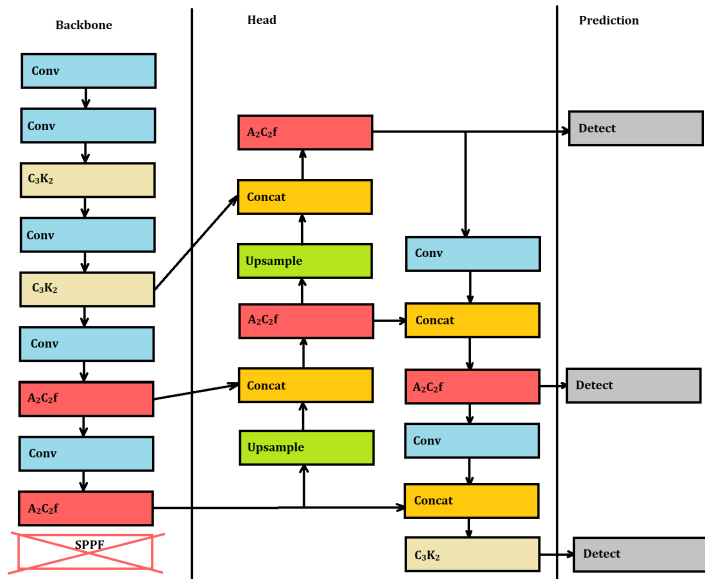 Backbone
Head
Prediction
Conv
Conv
C₃K₂
Conv
C₃K₂
Conv
A₂C₂f
Conv
A₂C₂f
SPPF
A₂C₂f
Concat
Upsample
A₂C₂f
Concat
Upsample
Conv
Concat
A₂C₂f
Conv
Concat
C₃K₂
Detect
Detect
Detect